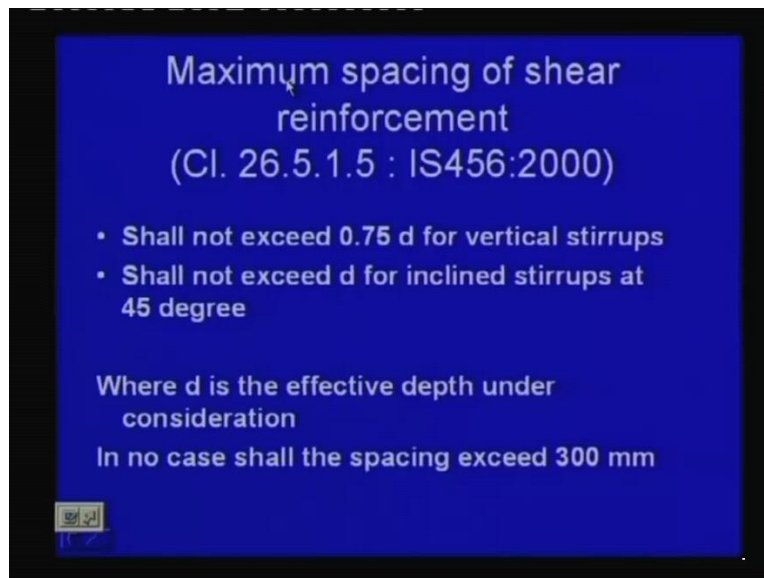 Maximum spacing of shear
reinforcement
(Cl. 26.5.1.5 : IS456:2000)
• Shall not exceed 0.75 d for vertical stirrups
• Shall not exceed d for inclined stirrups at
45 degree
Where d is the effective depth under
consideration
In no case shall the spacing exceed 300 mm